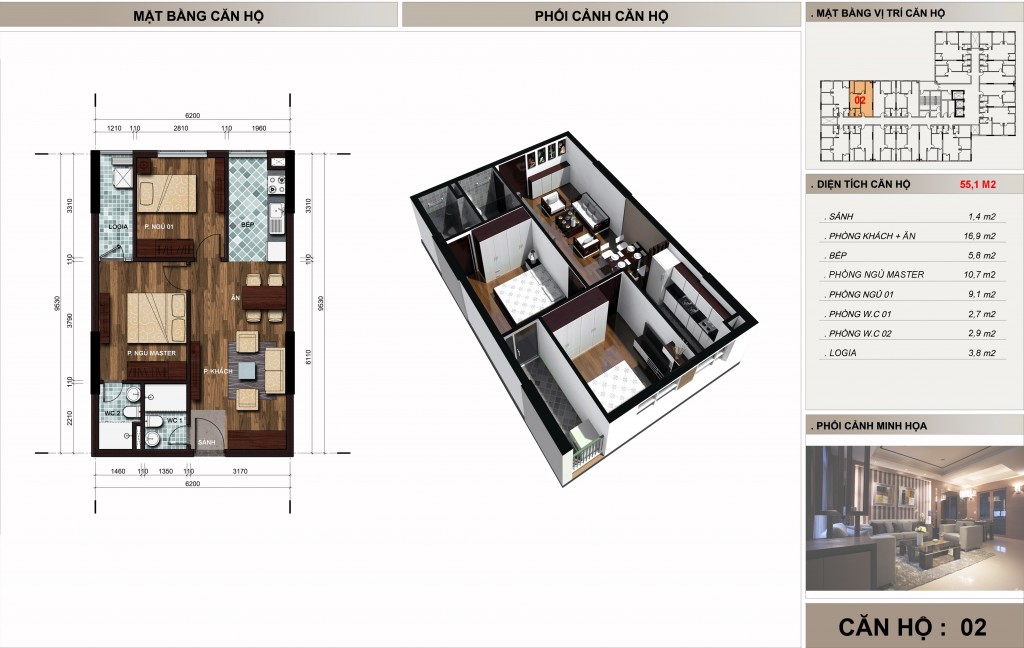 MẶT BẰNG CĂN HỘ
PHỐI CẢNH CĂN HỘ
. MẶT BẰNG VỊ TRÍ CĂN HỘ
02
6200
1210 110 2810 110 1960
3310
110
3790
110
2210
9530
3310
110
6110
9530
LOGIA
P. NGỦ 01
BẾP
ĂN
P. NGỦ MASTER
P. KHÁCH
WC 2
WC 1
SẢNH
1460 110 1350 110 3170
6200
. DIỆN TÍCH CĂN HỘ 55,1 M2
. SẢNH 1,4 m2
. PHÒNG KHÁCH + ĂN 16,9 m2
. BẾP 5,8 m2
. PHÒNG NGỦ MASTER 10,7 m2
. PHÒNG NGỦ 01 9,1 m2
. PHÒNG W.C 01 2,7 m2
. PHÒNG W.C 02 2,9 m2
. LOGIA 3,8 m2
. PHỐI CẢNH MINH HỌA
CĂN HỘ : 02